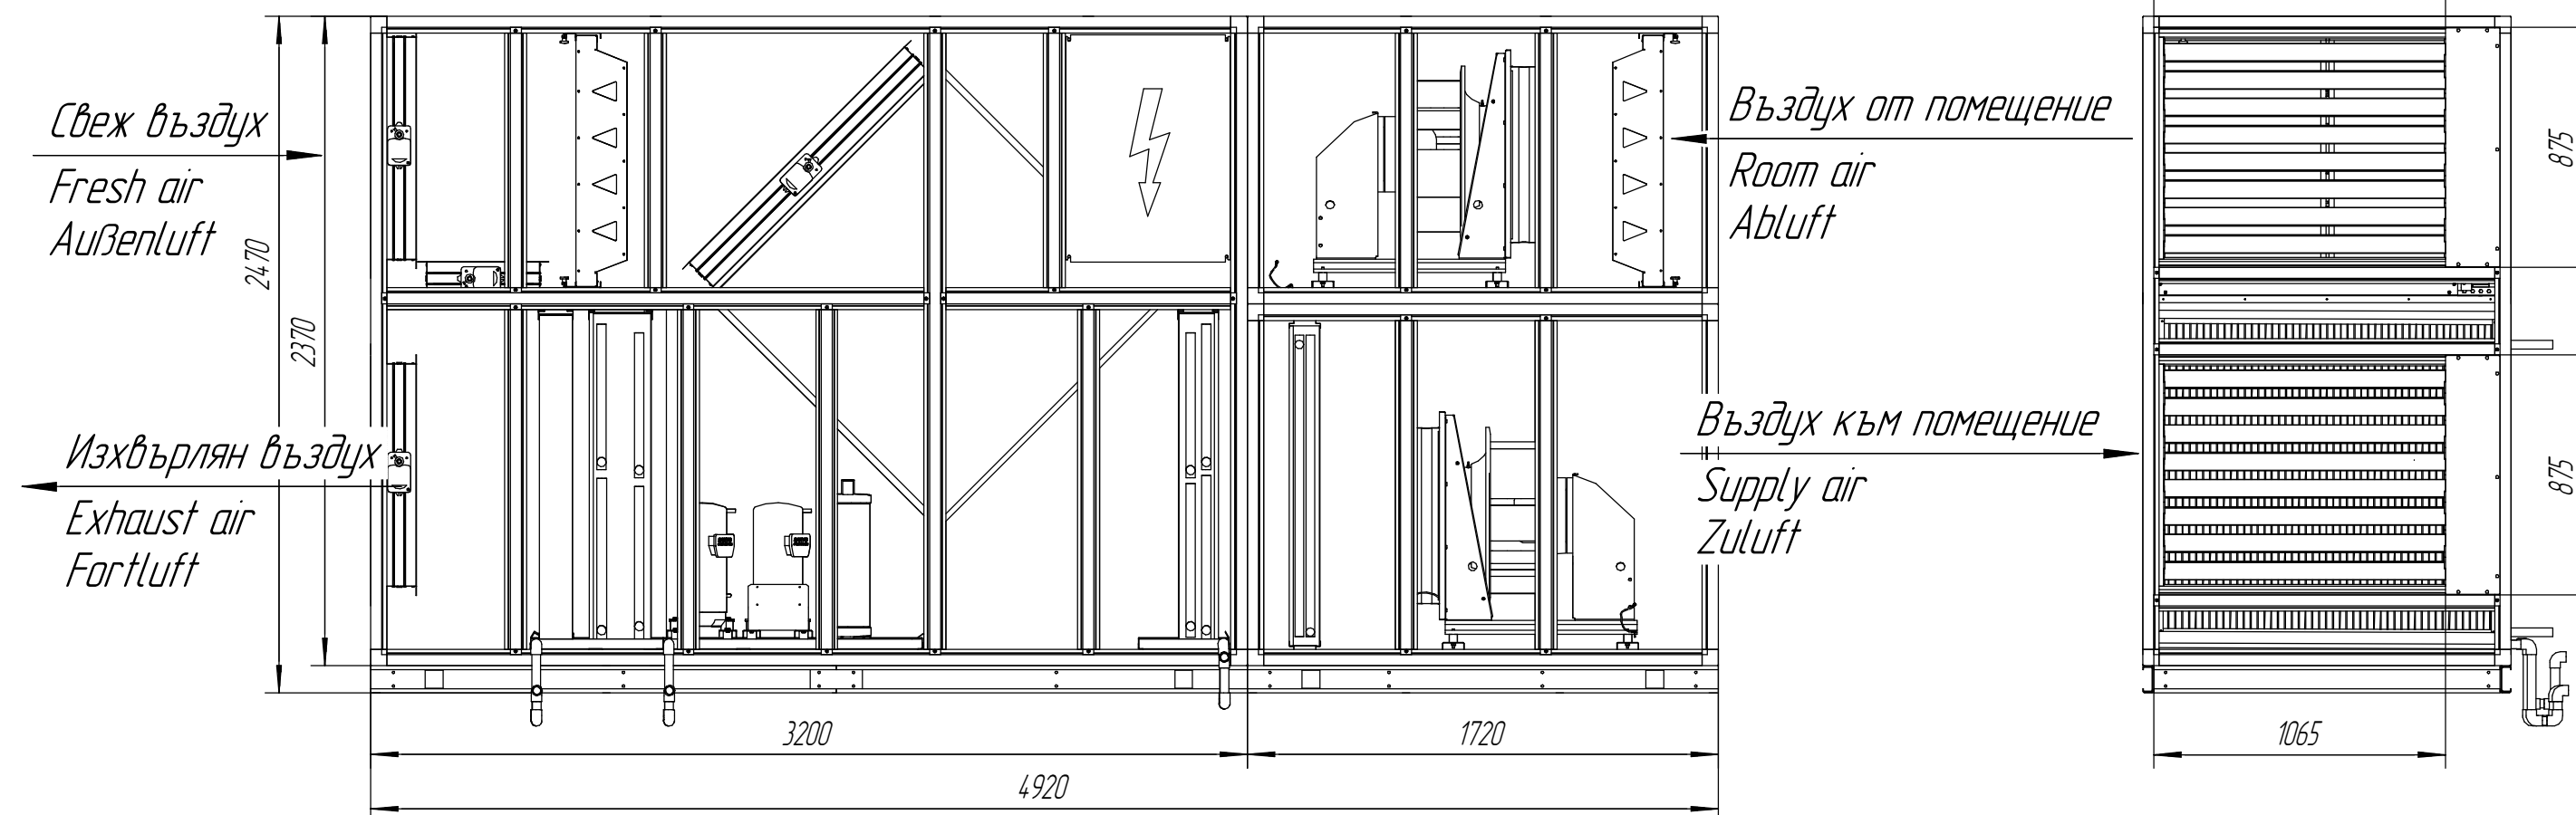 Свеж въздух
Fresh air
Außenluft
2470
2370
Изхвърлян въздух
Exhaust air
Fortluft
3200
1720
4920
Въздух от помещение
Room air
Abluft
Въздух към помещение
Supply air
Zuluft
875
875
1065